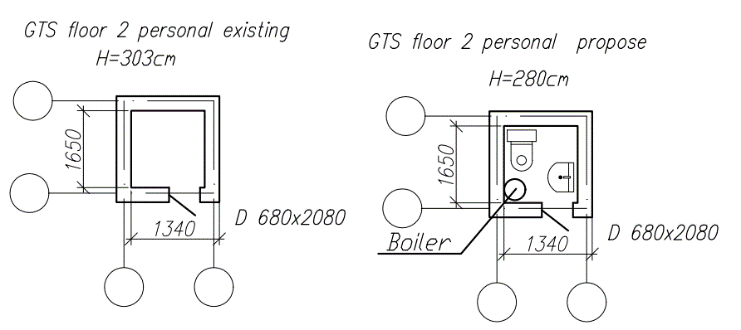 GTS floor 2 personal existing
H=303cm
1650
1340
D 680x2080
GTS floor 2 personal propose
H=280cm
1650
Boiler
1340
D 680x2080